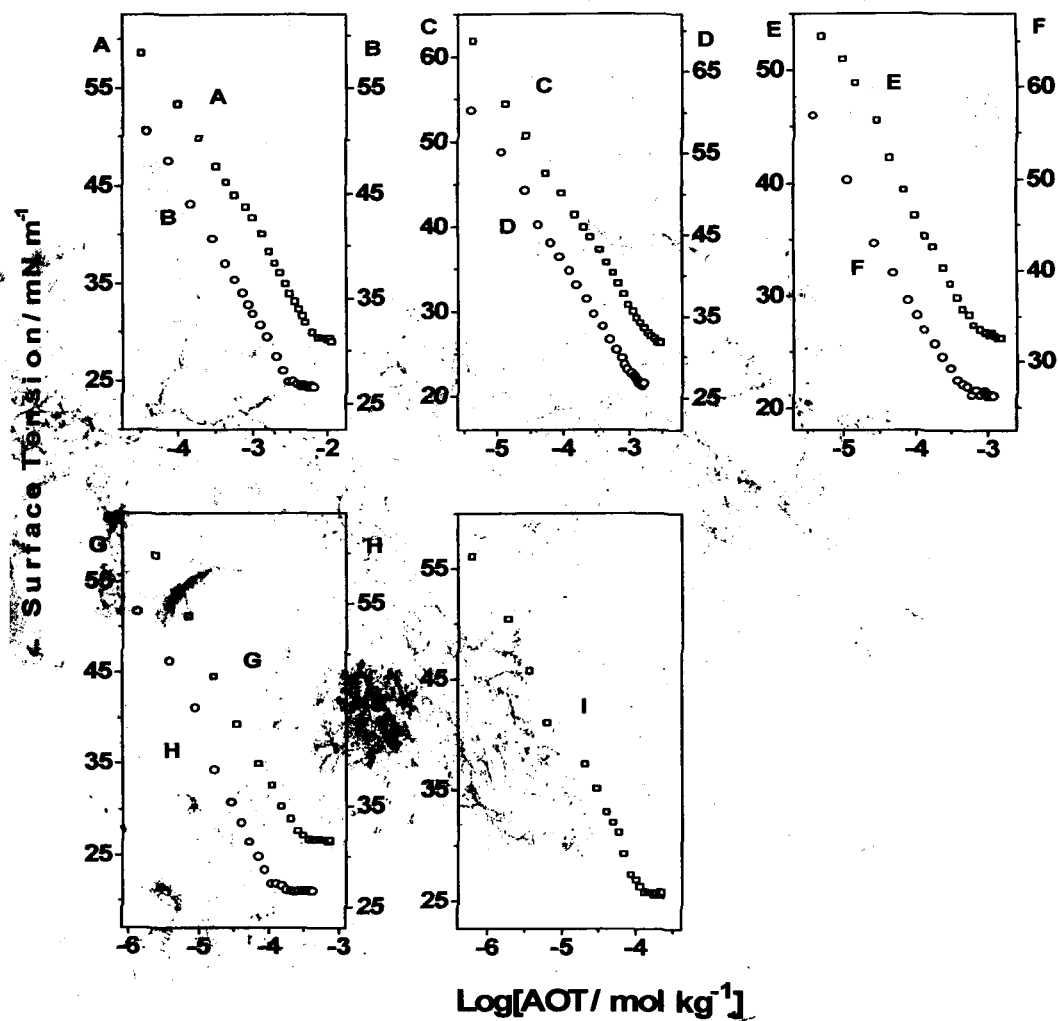 A B C D E F
55 45 35 25
55 45 35 25
A B
-4 -3 -2
60 50 40 30 20
65 55 45 35 25
C D
-5 -4 -3
50 40 30 20
60 50 40 30
E F
-5 -4 -3
← Surface Tension / mN m-1
G H
55 45 35 25
55 45 35 25
G H
-6 -5 -4 -3
55 45 35 25
I
-6 -5 -4
Log[AOT/ mol kg-1]